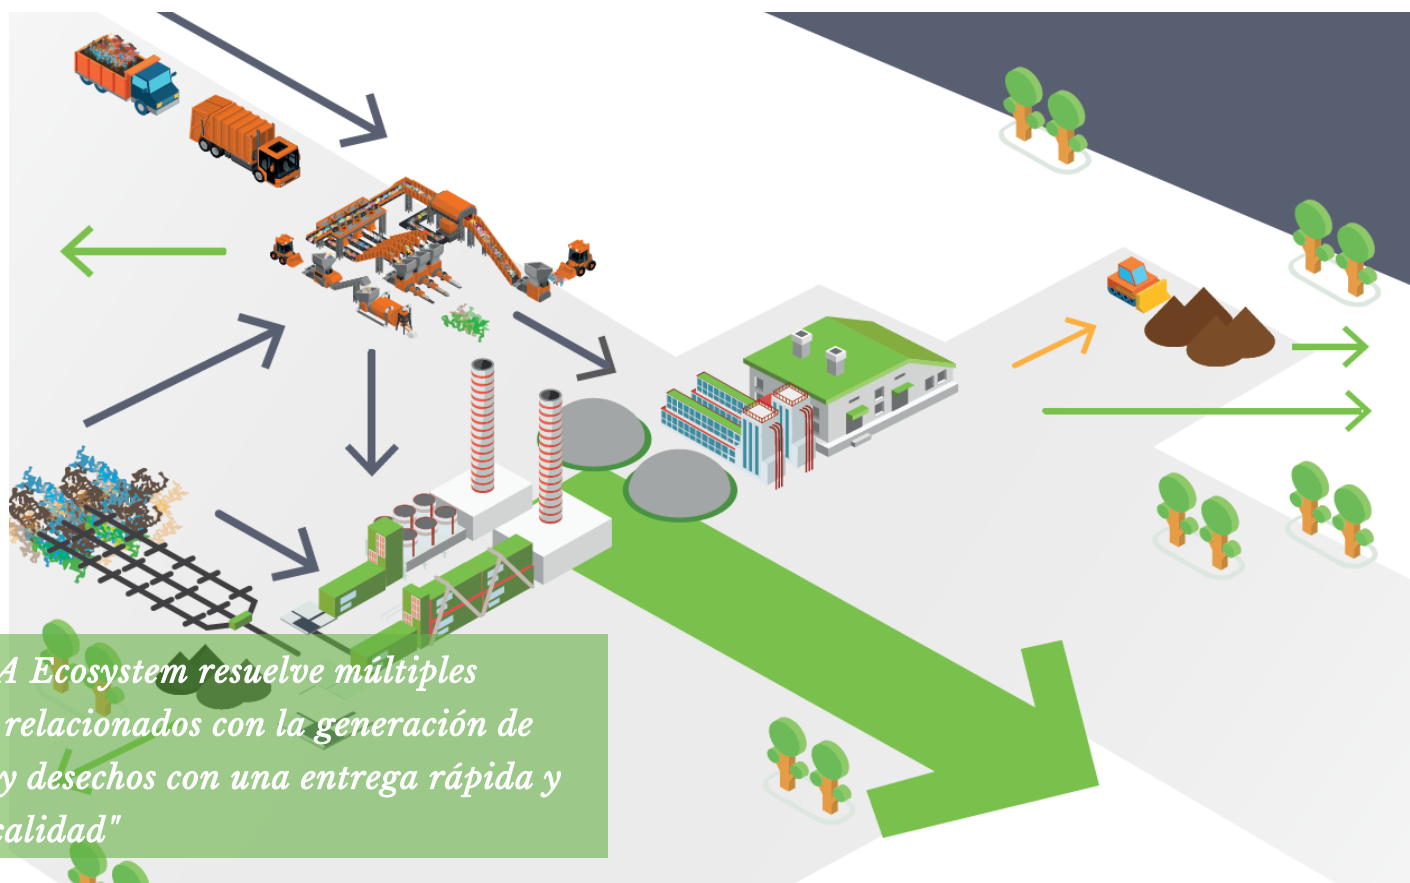 A Ecosystem resuelve múltiples
relacionados con la generación de
y desechos con una entrega rápida y
calidad"